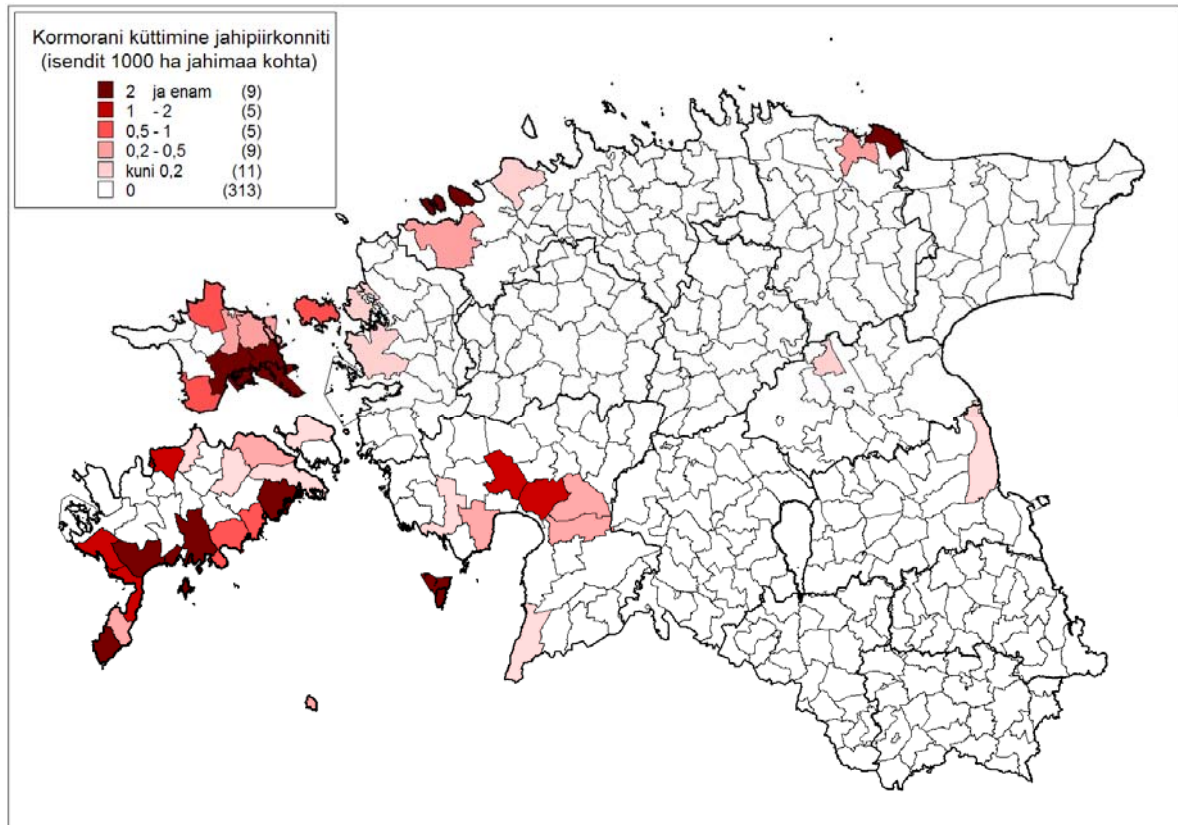 Kormorani küttimine jahipiirkonniti
(isendit 1000 ha jahimaa kohta)
2 ja enam (9)
1 - 2 (5)
0.5 - 1 (5)
0,2 - 0,5 (9)
kuni 0,2 (11)
0 (313)